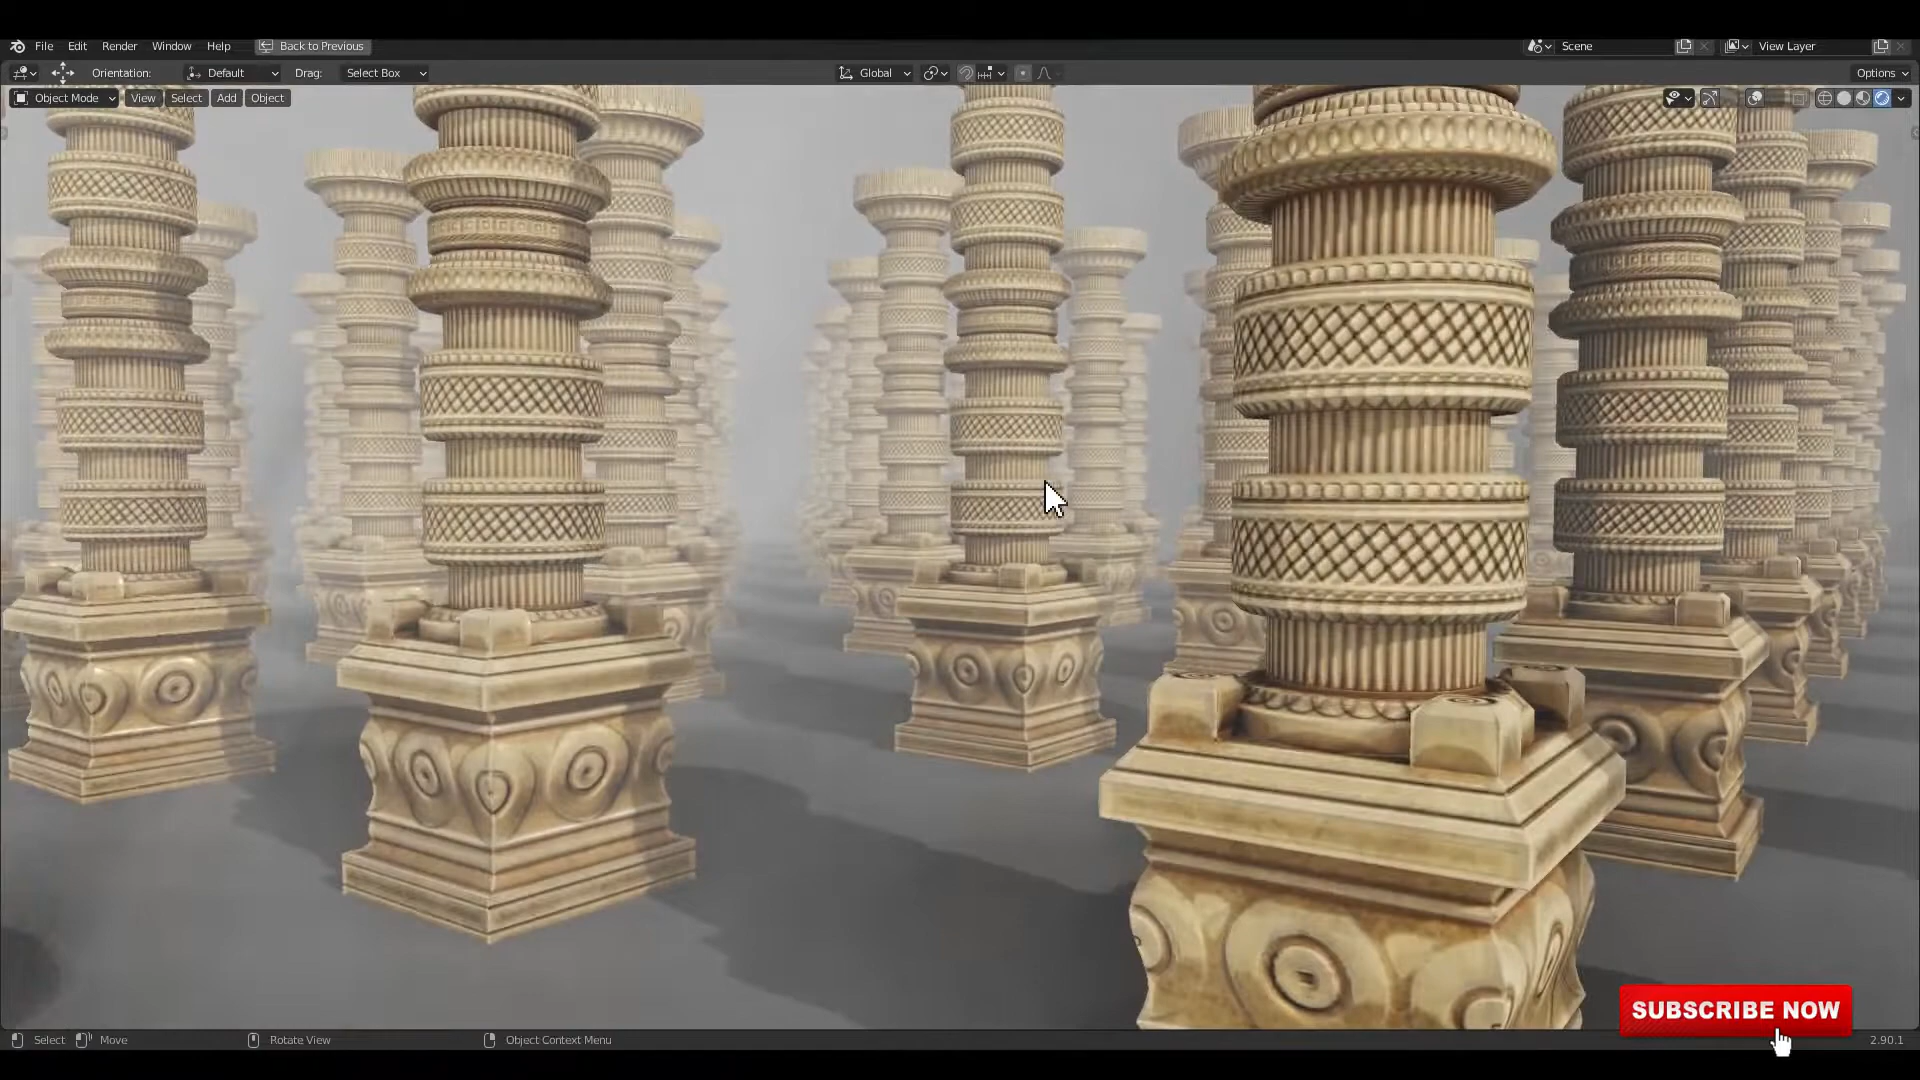 File Edit Render Window Help Back to Previous Scene View Layer
Orientation: Default Drag: Select Box Global Options
Object Mode View Select Add Object
SUBSCRIBE NOW
Select Move Rotate View Object Context Menu 2.90.1